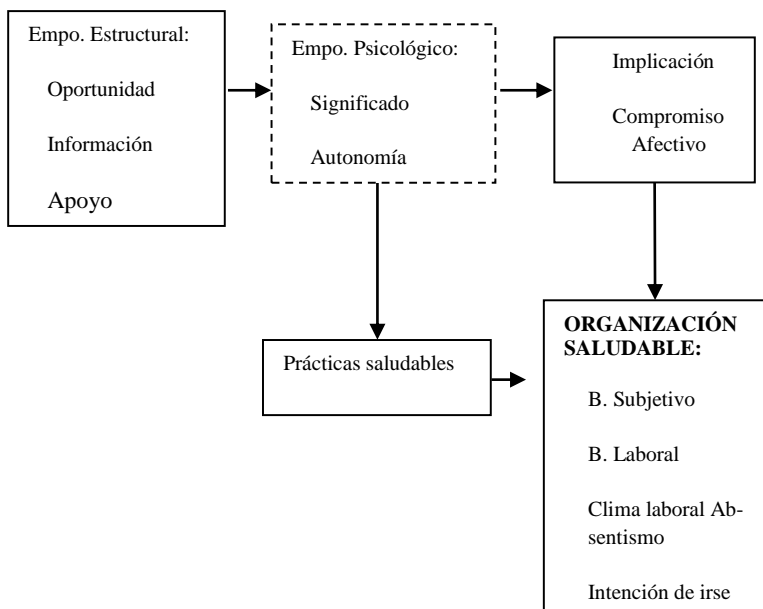 Empo. Estructural:
Oportunidad
Información
Apoyo
Empo. Psicológico:
Significado
Autonomía
Implicación
Compromiso
Afectivo
Prácticas saludables
ORGANIZACIÓN
SALUDABLE:
B. Subjetivo
B. Laboral
Clima laboral Ab-
sentismo
Intención de irse